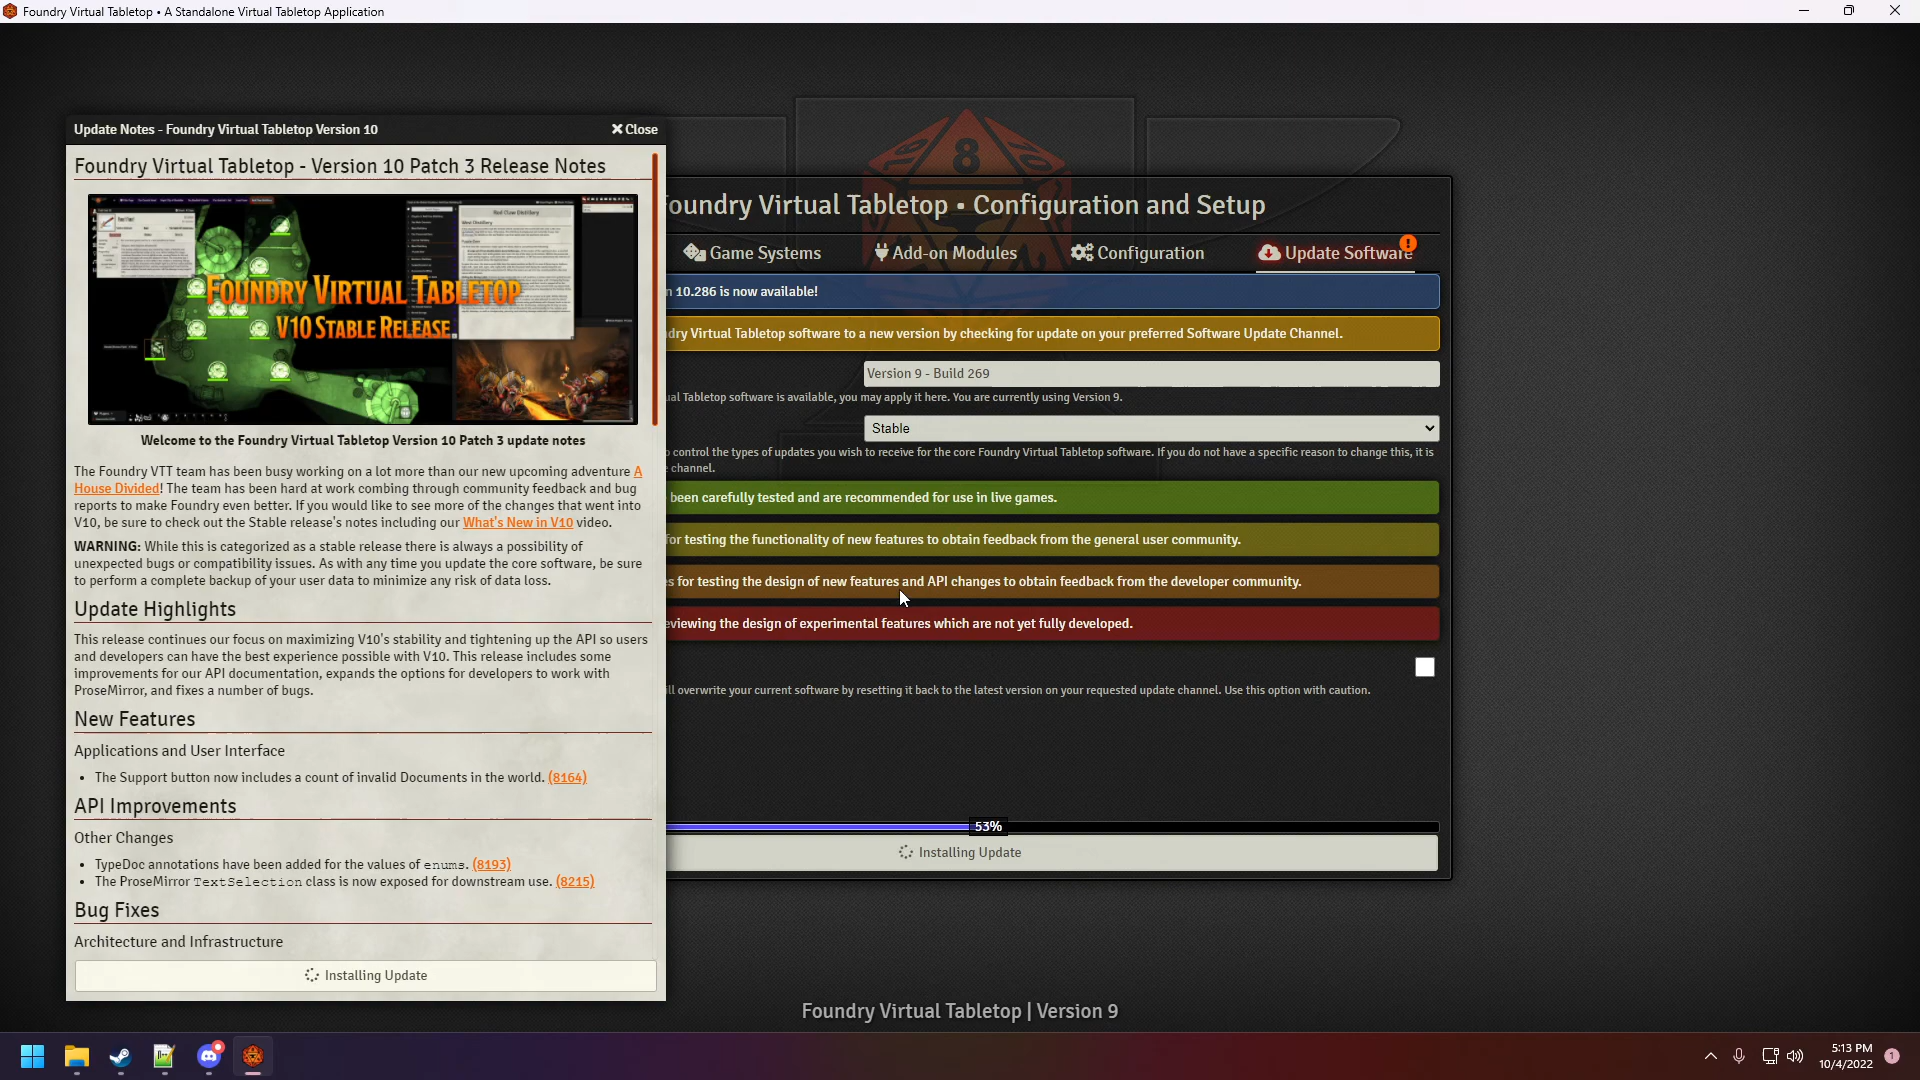 Foundry Virtual Tabletop • A Standalone Virtual Tabletop Application
Update Notes - Foundry Virtual Tabletop Version 10
Close
Foundry Virtual Tabletop - Version 10 Patch 3 Release Notes
Red Claw Distillery
FOUNDRY VIRTUAL TABLETOP
V10 STABLE RELEASE
Welcome to the Foundry Virtual Tabletop Version 10 Patch 3 update notes
The Foundry VTT team has been busy working on a lot more than our new upcoming adventure A
House Divided! The team has been hard at work combing through community feedback and bug
reports to make Foundry even better. If you would like to see more of the changes that went into
V10, be sure to check out the Stable release's notes including our What's New in V10 video.
WARNING: While this is categorized as a stable release there is always a possibility of
unexpected bugs or compatibility issues. As with any time you update the core software, be sure
to perform a complete backup of your user data to minimize any risk of data loss.
Update Highlights
This release continues our focus on maximizing V10's stability and tightening up the API so users
and developers can have the best experience possible with V10. This release includes some
improvements for our API documentation, expands the options for developers to work with
ProseMirror, and fixes a number of bugs.
New Features
Applications and User Interface
• The Support button now includes a count of invalid Documents in the world. (8164)
API Improvements
Other Changes
• TypeDoc annotations have been added for the values of enums. (8193)
• The ProseMirror TextSelection class is now exposed for downstream use. (8215)
Bug Fixes
Architecture and Infrastructure
Installing Update
8
Foundry Virtual Tabletop • Configuration and Setup
Game Systems
Add-on Modules
Configuration
Update Software
10.286 is now available!
dry Virtual Tabletop software to a new version by checking for update on your preferred Software Update Channel.
Version 9 - Build 269
ual Tabletop software is available, you may apply it here. You are currently using Version 9.
Stable
control the types of updates you wish to receive for the core Foundry Virtual Tabletop software. If you do not have a specific reason to change this, it is
channel.
been carefully tested and are recommended for use in live games.
for testing the functionality of new features to obtain feedback from the general user community.
s for testing the design of new features and API changes to obtain feedback from the developer community.
eviewing the design of experimental features which are not yet fully developed.
ill overwrite your current software by resetting it back to the latest version on your requested update channel. Use this option with caution.
53%
Installing Update
Foundry Virtual Tabletop | Version 9
5:13 PM
10/4/2022
1